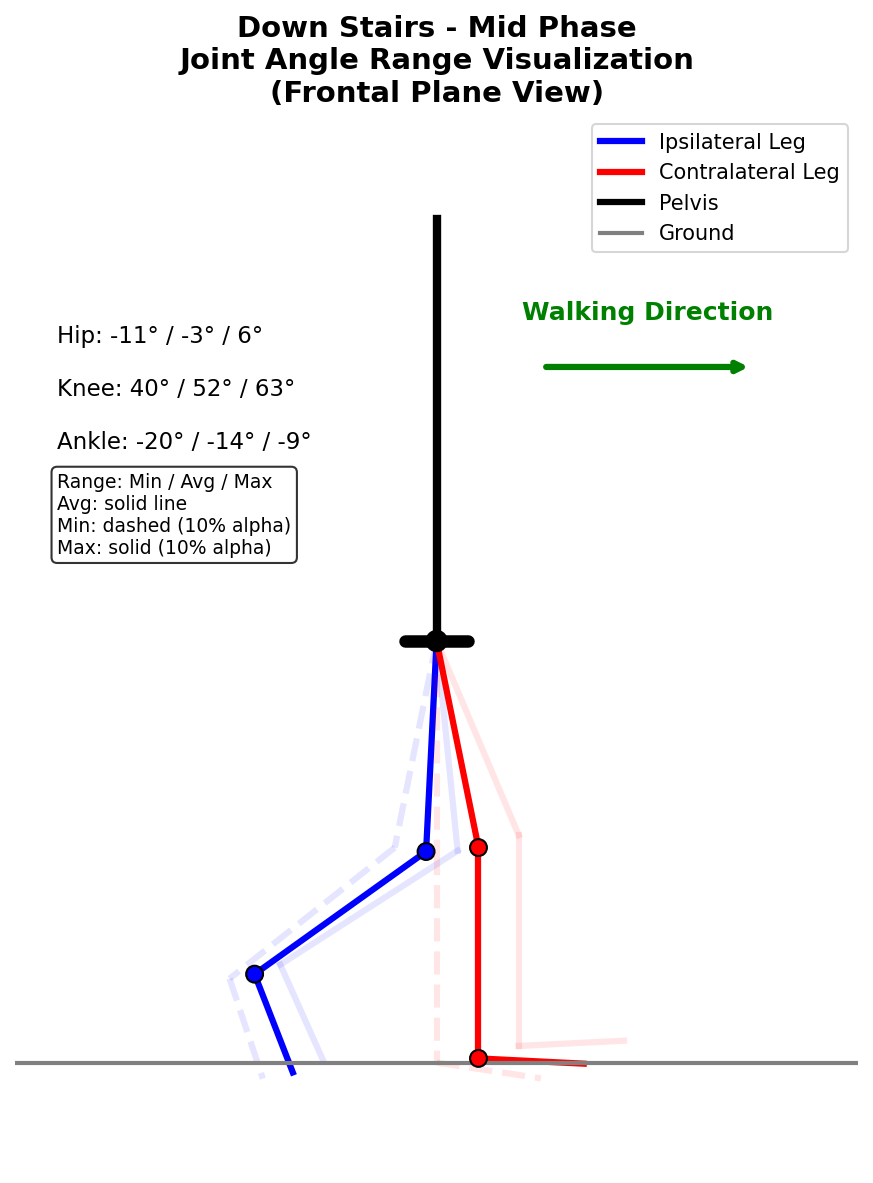 Down Stairs - Mid Phase
Joint Angle Range Visualization
(Frontal Plane View)
Ipsilateral Leg
Contralateral Leg
Pelvis
Ground
Walking Direction
Hip: -11° / -3° / 6°
Knee: 40° / 52° / 63°
Ankle: -20° / -14° / -9°
Range: Min / Avg / Max
Avg: solid line
Min: dashed (10% alpha)
Max: solid (10% alpha)